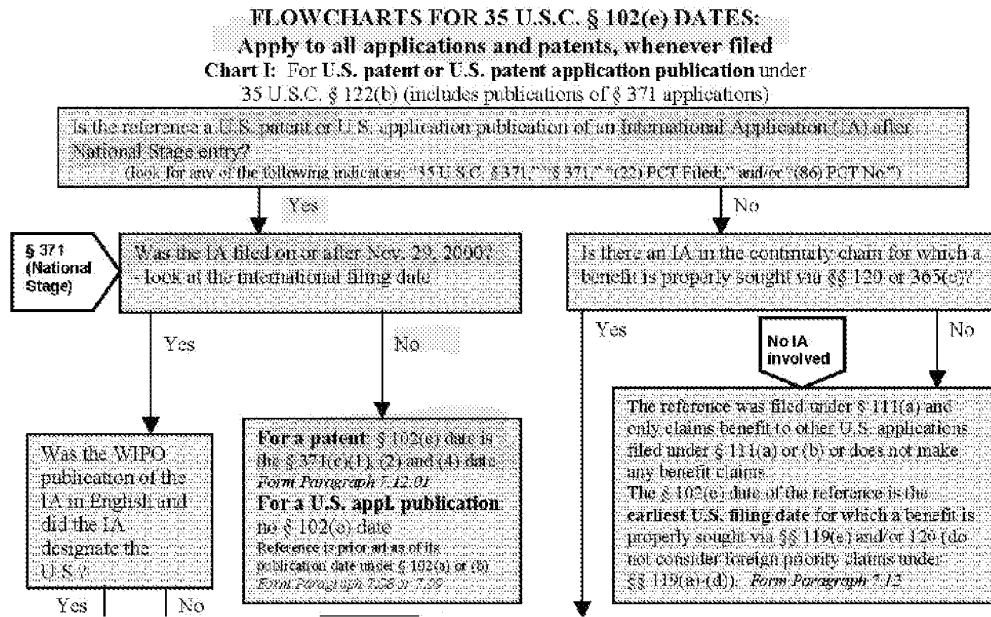 FLOWCHARTS FOR 35 U.S.C. § 102(e) DATES:
Apply to all applications and patents, whenever filed
Chart I: For U.S. patent or U.S. patent application publication under
35 U.S.C. § 122(b) (includes publications of § 371 applications)
Is the reference a U.S. patent or U.S. application publication of an International Application (IA) after
National Stage entry?
(look for any of the following indicators: "35 U.S.C. § 371," "§ 371," "(22) PCT Filed:," and/or "(86) PCT No.")
Yes
No
§ 371
(National
Stage)
Was the IA filed on or after Nov. 29, 2000?
- look at the international filing date
Is there an IA in the continuity chain for which a
benefit is properly sought via §§ 120 or 365(c)?
Yes
No
Yes
No
No IA
involved
Was the WIPO
publication of the
IA in English and
did the IA
designate the
U.S.?
Yes
No
For a patent: § 102(e) date is
the § 371(c)(1), (2) and (4) date
Form Paragraph 7.12.01
For a U.S. appl. publication:
no § 102(e) date
Reference is prior art as of its
publication date under § 102(a) or (b)
Form Paragraph 7.08 or 7.09
The reference was filed under § 111(a) and
only claims benefit to other U.S. applications
filed under § 111(a) or (b) or does not make
any benefit claims.
The § 102(e) date of the reference is the
earliest U.S. filing date for which a benefit is
properly sought via §§ 119(e) and/or 120 (do
not consider foreign priority claims under
§§ 119(a)-(d)). Form Paragraph 7.12